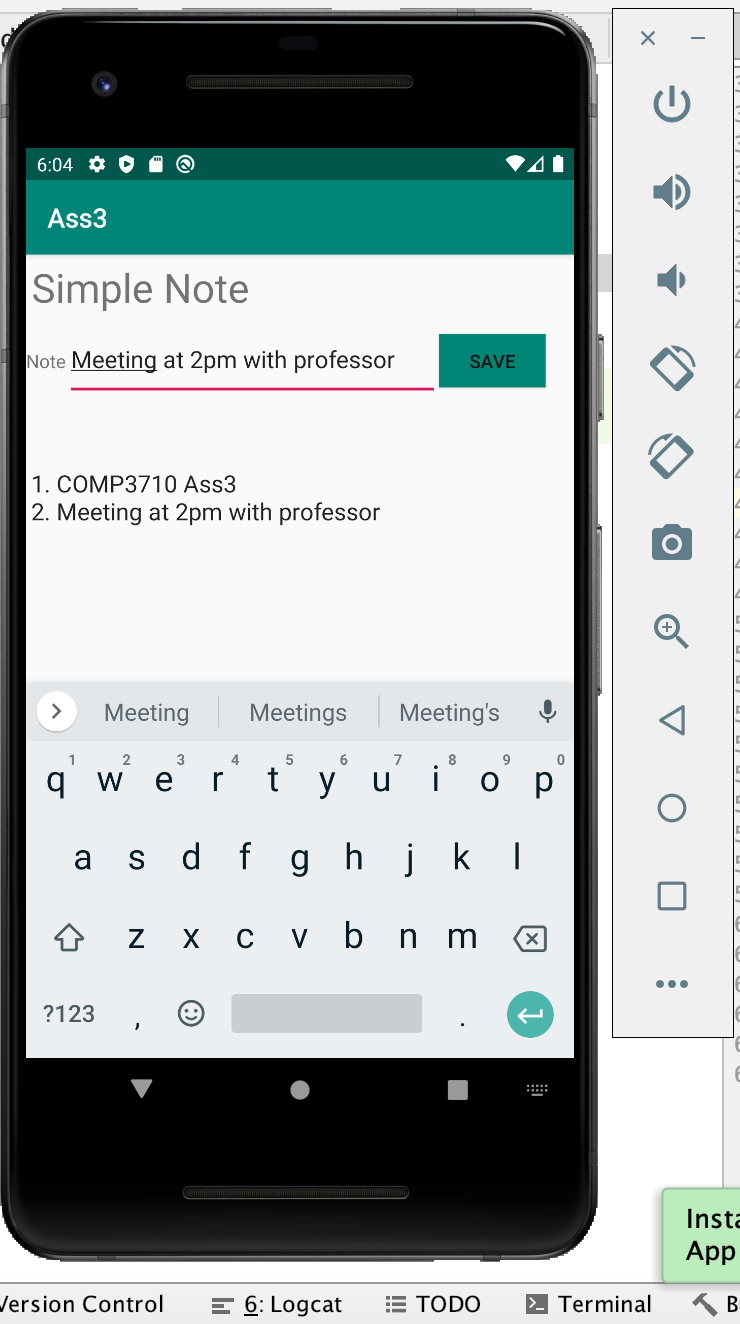 6:04
Ass3
Simple Note
Note Meeting at 2pm with professor SAVE
1. COMP3710 Ass3
2. Meeting at 2pm with professor
Meeting Meetings Meeting's
1 2 3 4 5 6 7 8 9 0
q w e r t y u i o p
a s d f g h j k l
z x c v b n m
?123 , .
App
Version Control 6: Logcat TODO Terminal